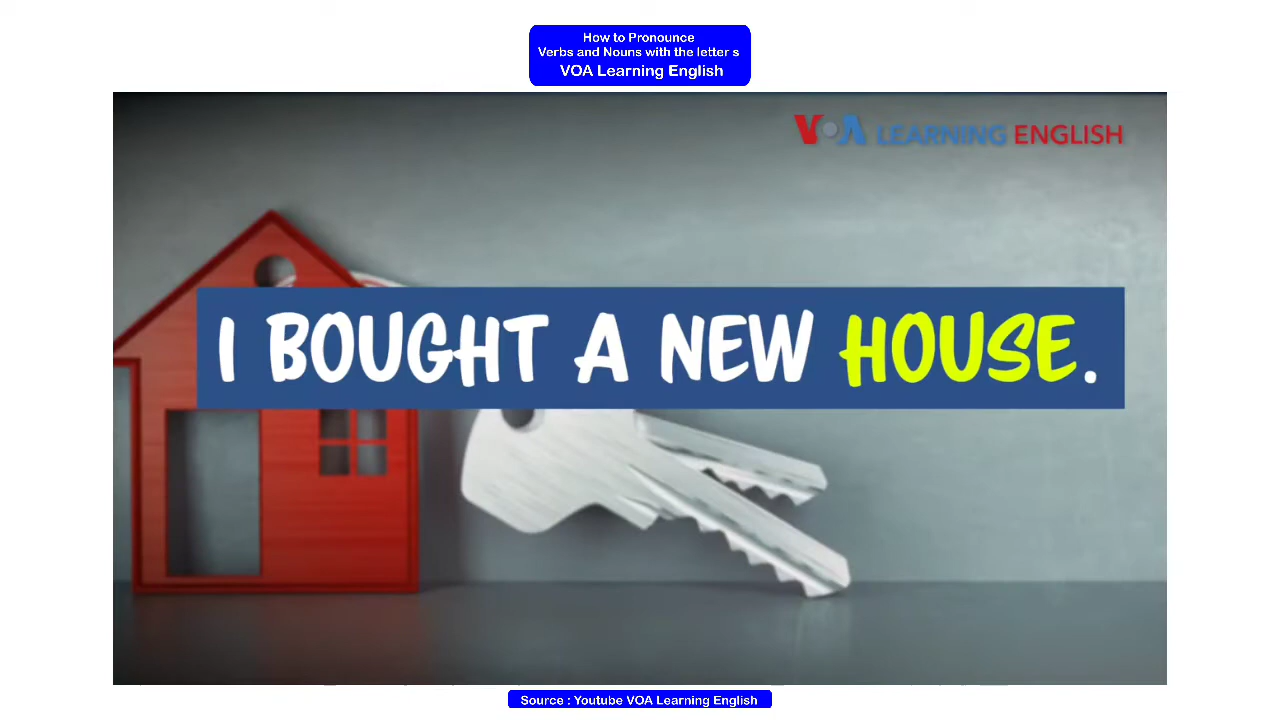 How to Pronounce
Verbs and Nouns with the letter s
VOA Learning English
VOA LEARNING ENGLISH
I BOUGHT A NEW HOUSE.
Source : Youtube VOA Learning English